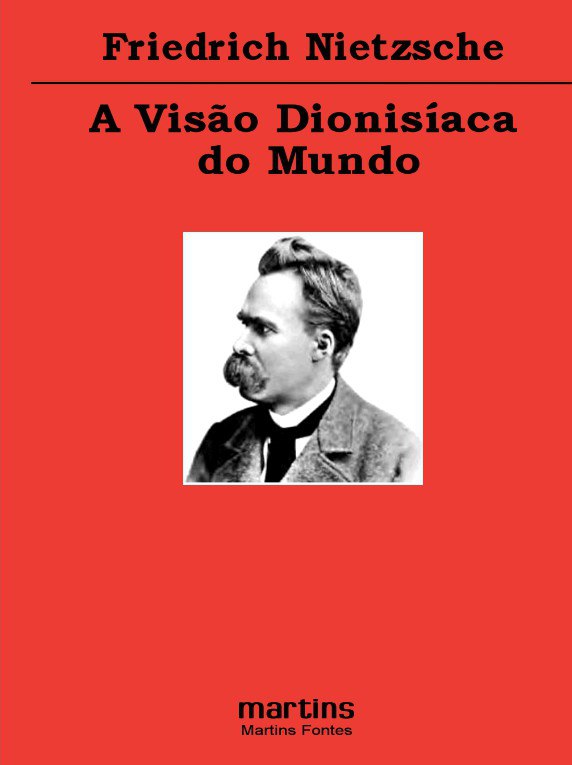 Friedrich Nietzsche
A Visão Dionisíaca
do Mundo
martins
Martins Fontes